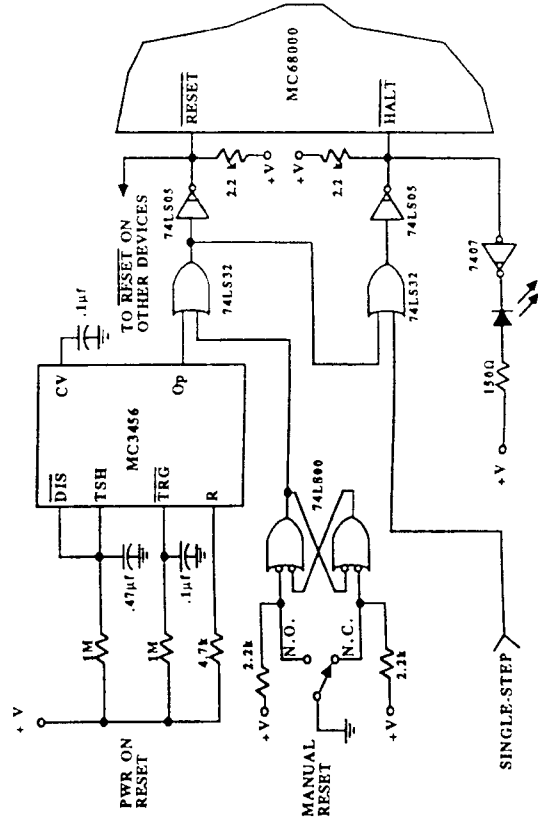 + V
PWR ON
RESET
1M
1M
4.7k
.47µf
.1µf
DIS
TSH
TRG
R
MC3456
CV
Op
.1µf
TO RESET ON
OTHER DEVICES
74LS32
74LS05
RESET
2.2 k
+V
MC68000
MANUAL
RESET
+V
2.2k
N.O.
N.C.
+V
2.2k
74LS00
+V
2.2 k
HALT
74LS32
74LS05
SINGLE-STEP
+V
150Ω
7407